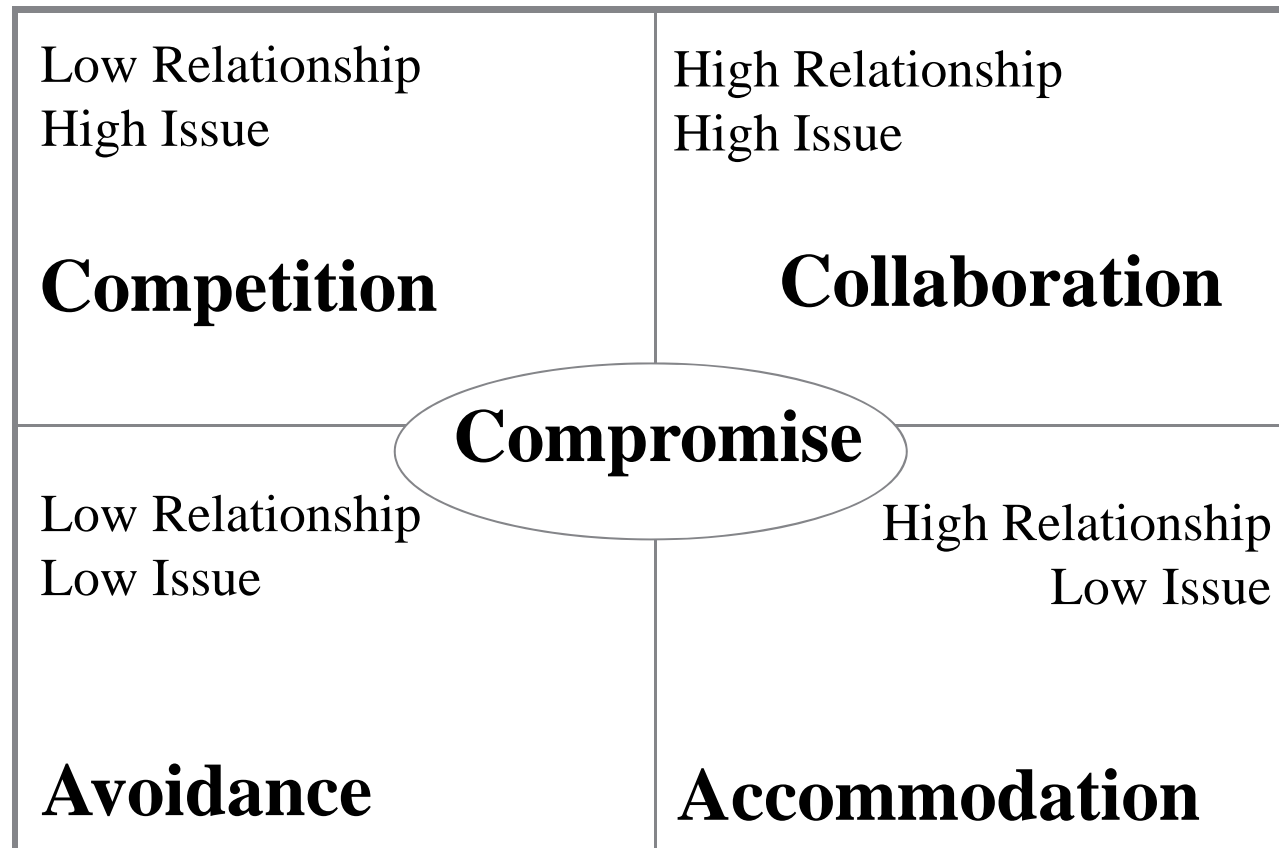 Low Relationship
High Issue
Competition
High Relationship
High Issue
Collaboration
Compromise
Low Relationship
Low Issue
Avoidance
High Relationship
Low Issue
Accommodation